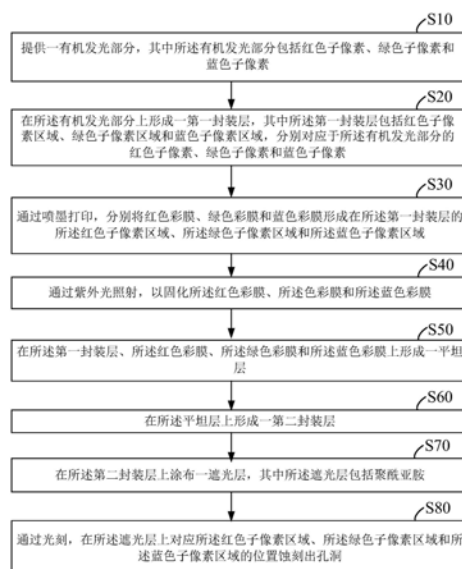 S10
提供一有机发光部分，其中所述有机发光部分包括红色子像素、绿色子像素和
蓝色子像素
S20
在所述有机发光部分上形成一第一封装层，其中所述第一封装层包括红色子像
素区域、绿色子像素区域和蓝色子像素区域，分别对应于所述有机发光部分的
红色子像素、绿色子像素和蓝色子像素
S30
通过喷墨打印，分别将红色彩膜、绿色彩膜和蓝色彩膜形成在所述第一封装层的
所述红色子像素区域、所述绿色子像素区域和所述蓝色子像素区域
S40
通过紫外光照射，以固化所述红色彩膜、所述色彩膜和所述蓝色彩膜
S50
在所述第一封装层、所述红色彩膜、所述绿色彩膜和所述蓝色彩膜上形成一平坦
层
S60
在所述平坦层上形成一第二封装层
S70
在所述第二封装层上涂布一遮光层，其中所述遮光层包括聚酰亚胺
S80
通过光刻，在所述遮光层上对应所述红色子像素区域、所述绿色子像素区域和所
述蓝色子像素区域的位置蚀刻出孔洞